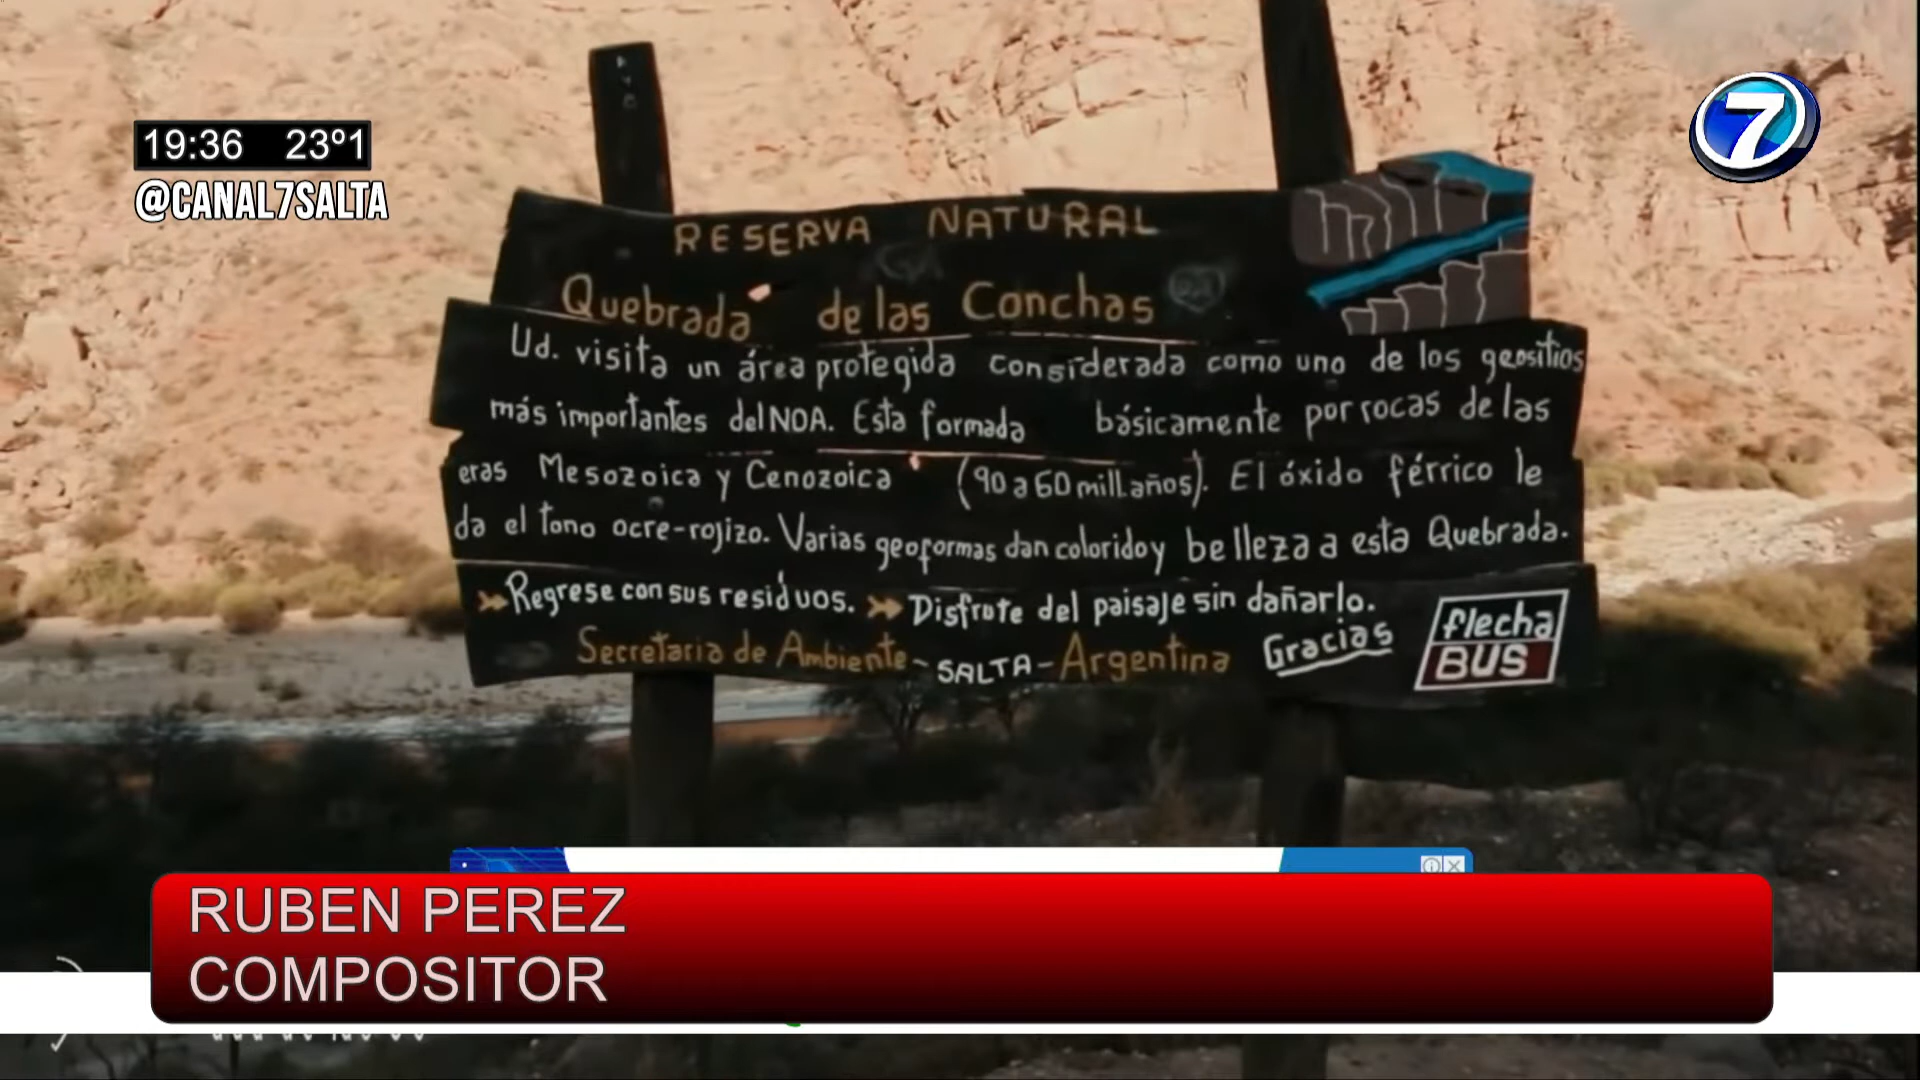 19:36 23º1
@CANAL7SALTA
7
RESERVA NATURAL
Quebrada de las Conchas
Ud. visita un área protegida considerada como uno de los geositios
más importantes del NOA. Esta formada básicamente por rocas de las
eras Mesozoica y Cenozoica (90 a 60 mill. años). El óxido férrico le
da el tono ocre-rojizo. Varias geoformas dan colorido y belleza a esta Quebrada.
Regrese con sus residuos. Disfrute del paisaje sin dañarlo.
Secretaria de Ambiente - SALTA - Argentina Gracias
flecha
BUS
RUBEN PEREZ
COMPOSITOR